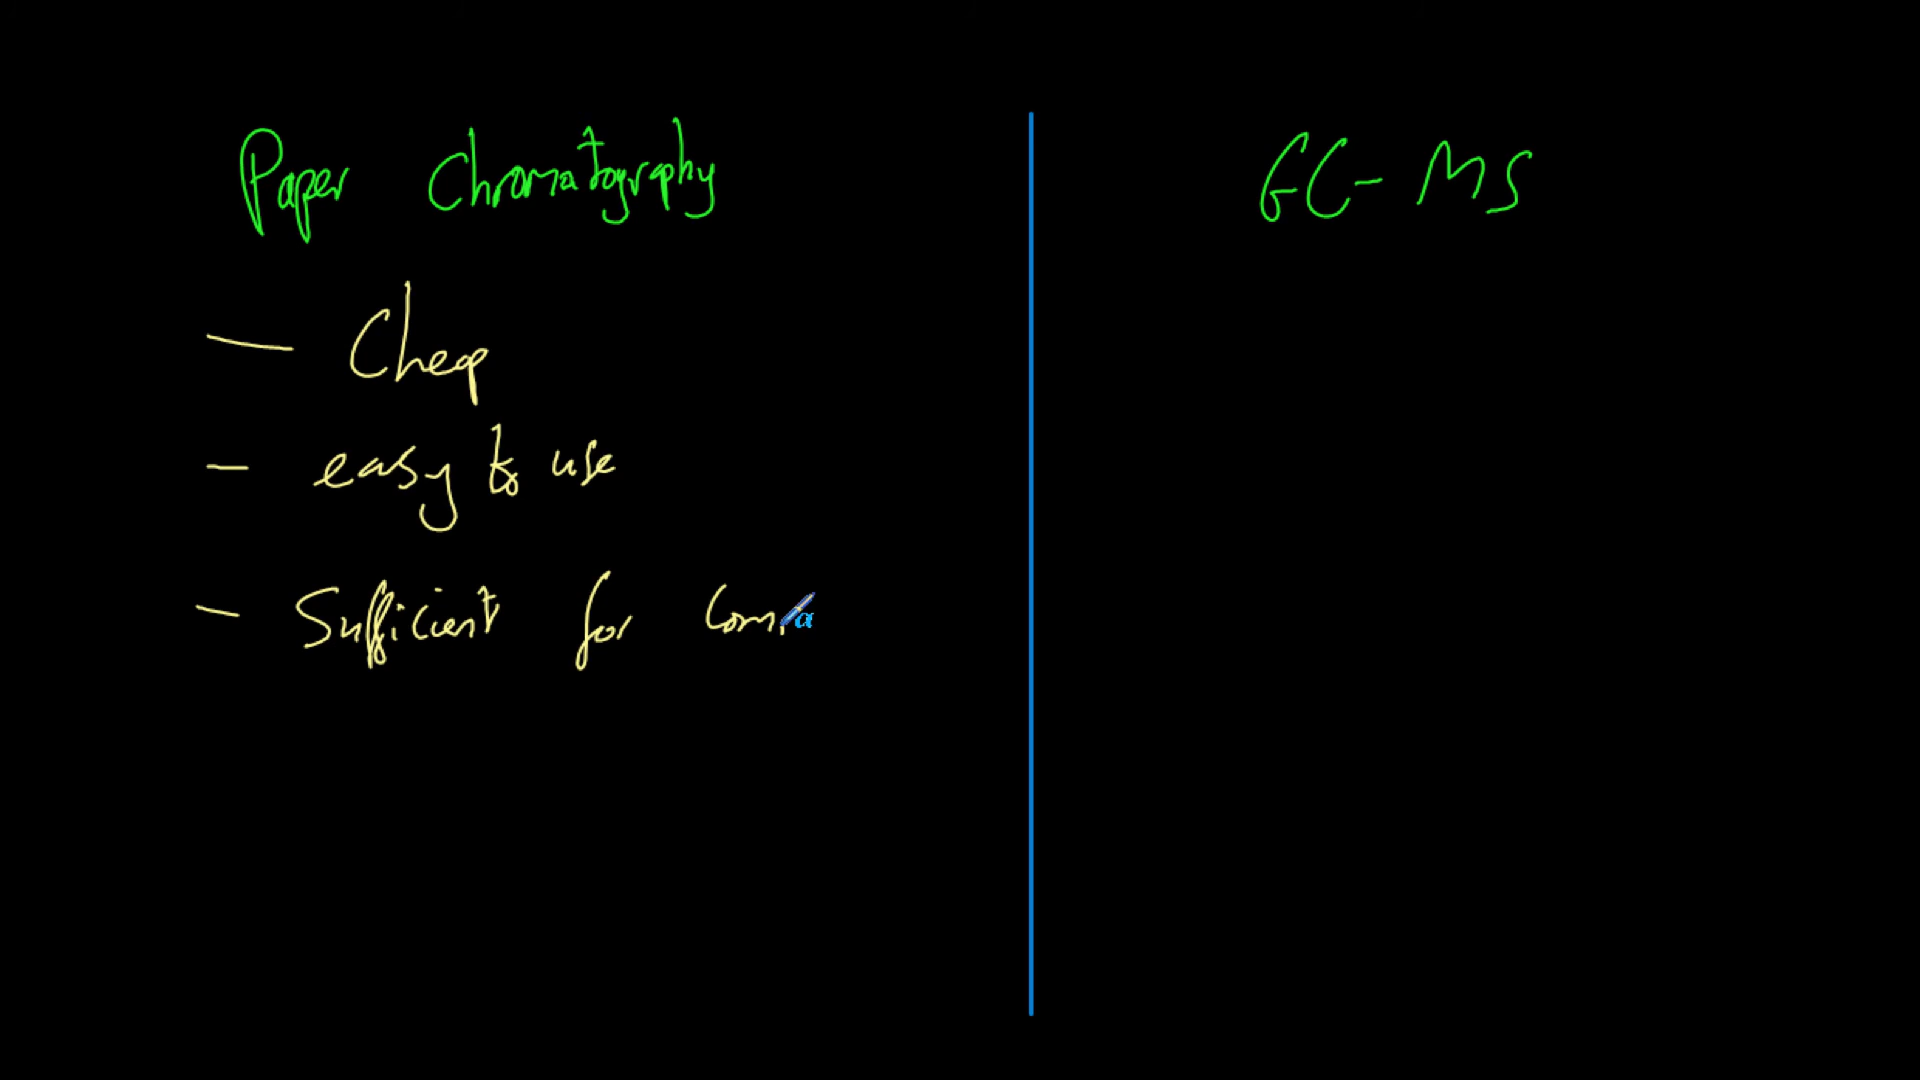 Paper Chromatography
— Cheap
- easy to use
- Sufficient for
GC-MS